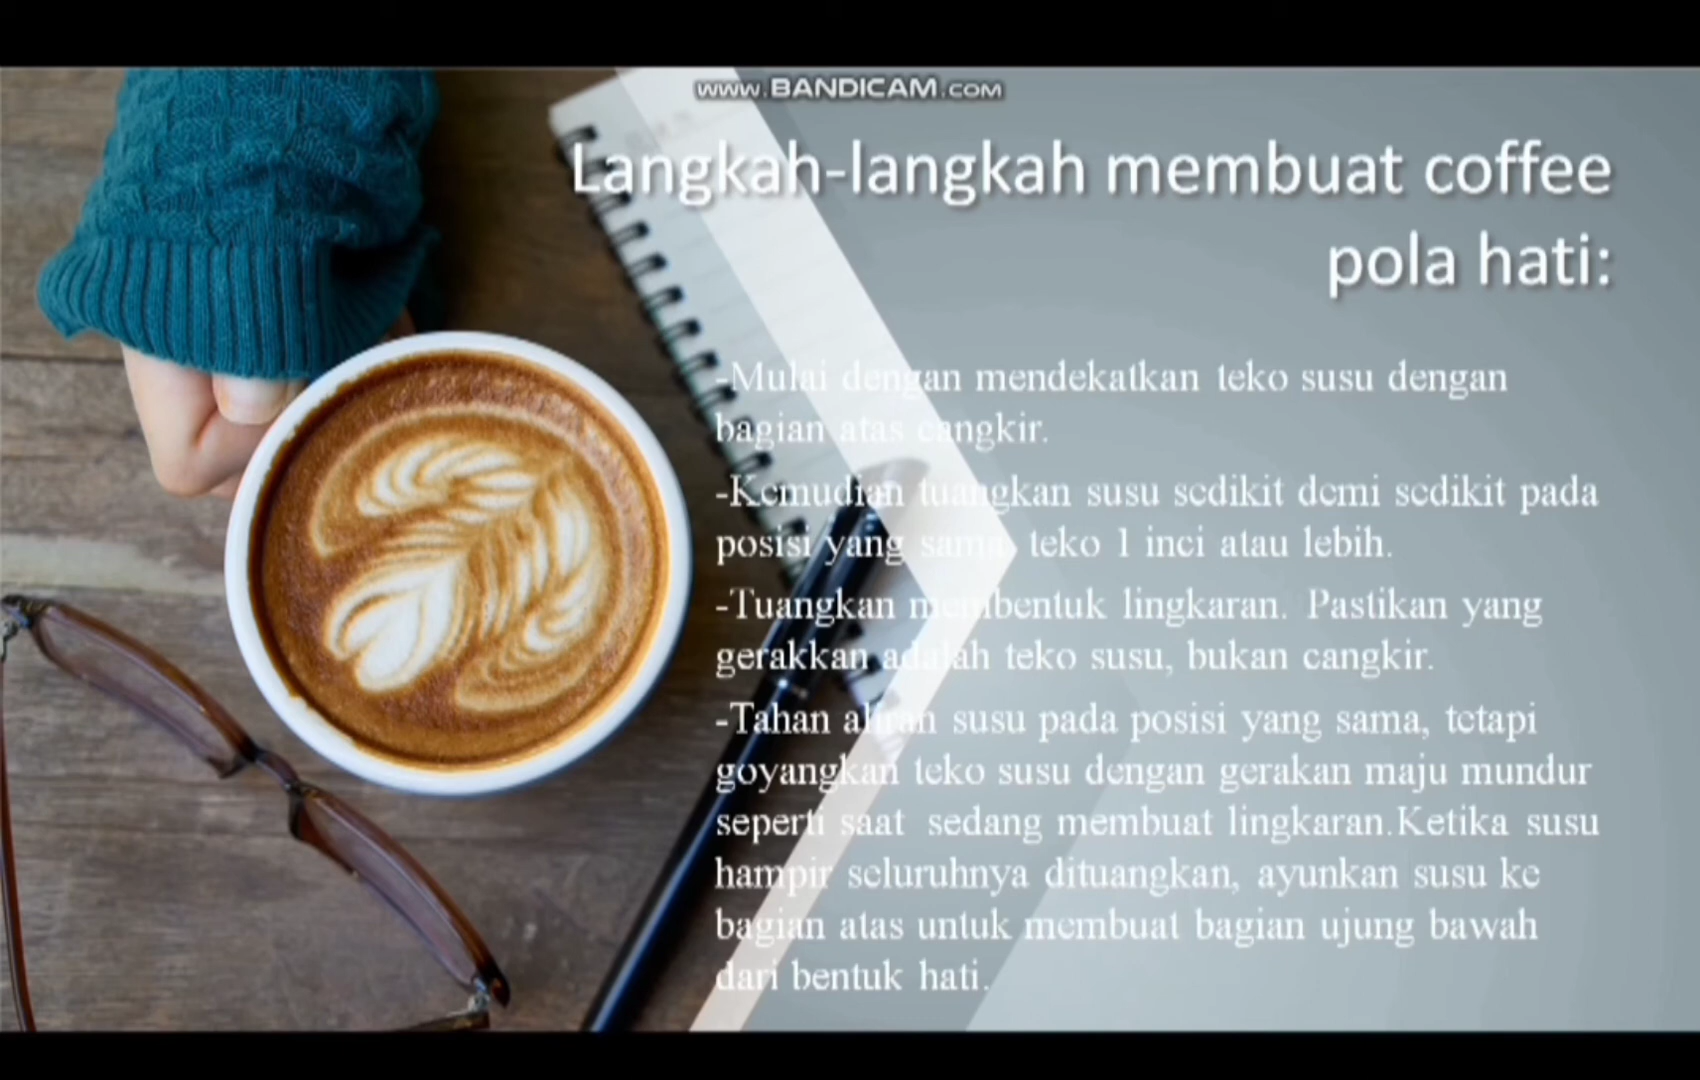 www.BANDICAM.com
Langkah-langkah membuat coffee
pola hati:
-Mulai dengan mendekatkan teko susu dengan
bagian atas cangkir.
-Kemudian tuangkan susu sedikit demi sedikit pada
posisi yang sama, teko 1 inci atau lebih.
-Tuangkan membentuk lingkaran. Pastikan yang
gerakkan adalah teko susu, bukan cangkir.
-Tahan aliran susu pada posisi yang sama, tetapi
goyangkan teko susu dengan gerakan maju mundur
seperti saat sedang membuat lingkaran.Ketika susu
hampir seluruhnya dituangkan, ayunkan susu ke
bagian atas untuk membuat bagian ujung bawah
dari bentuk hati.